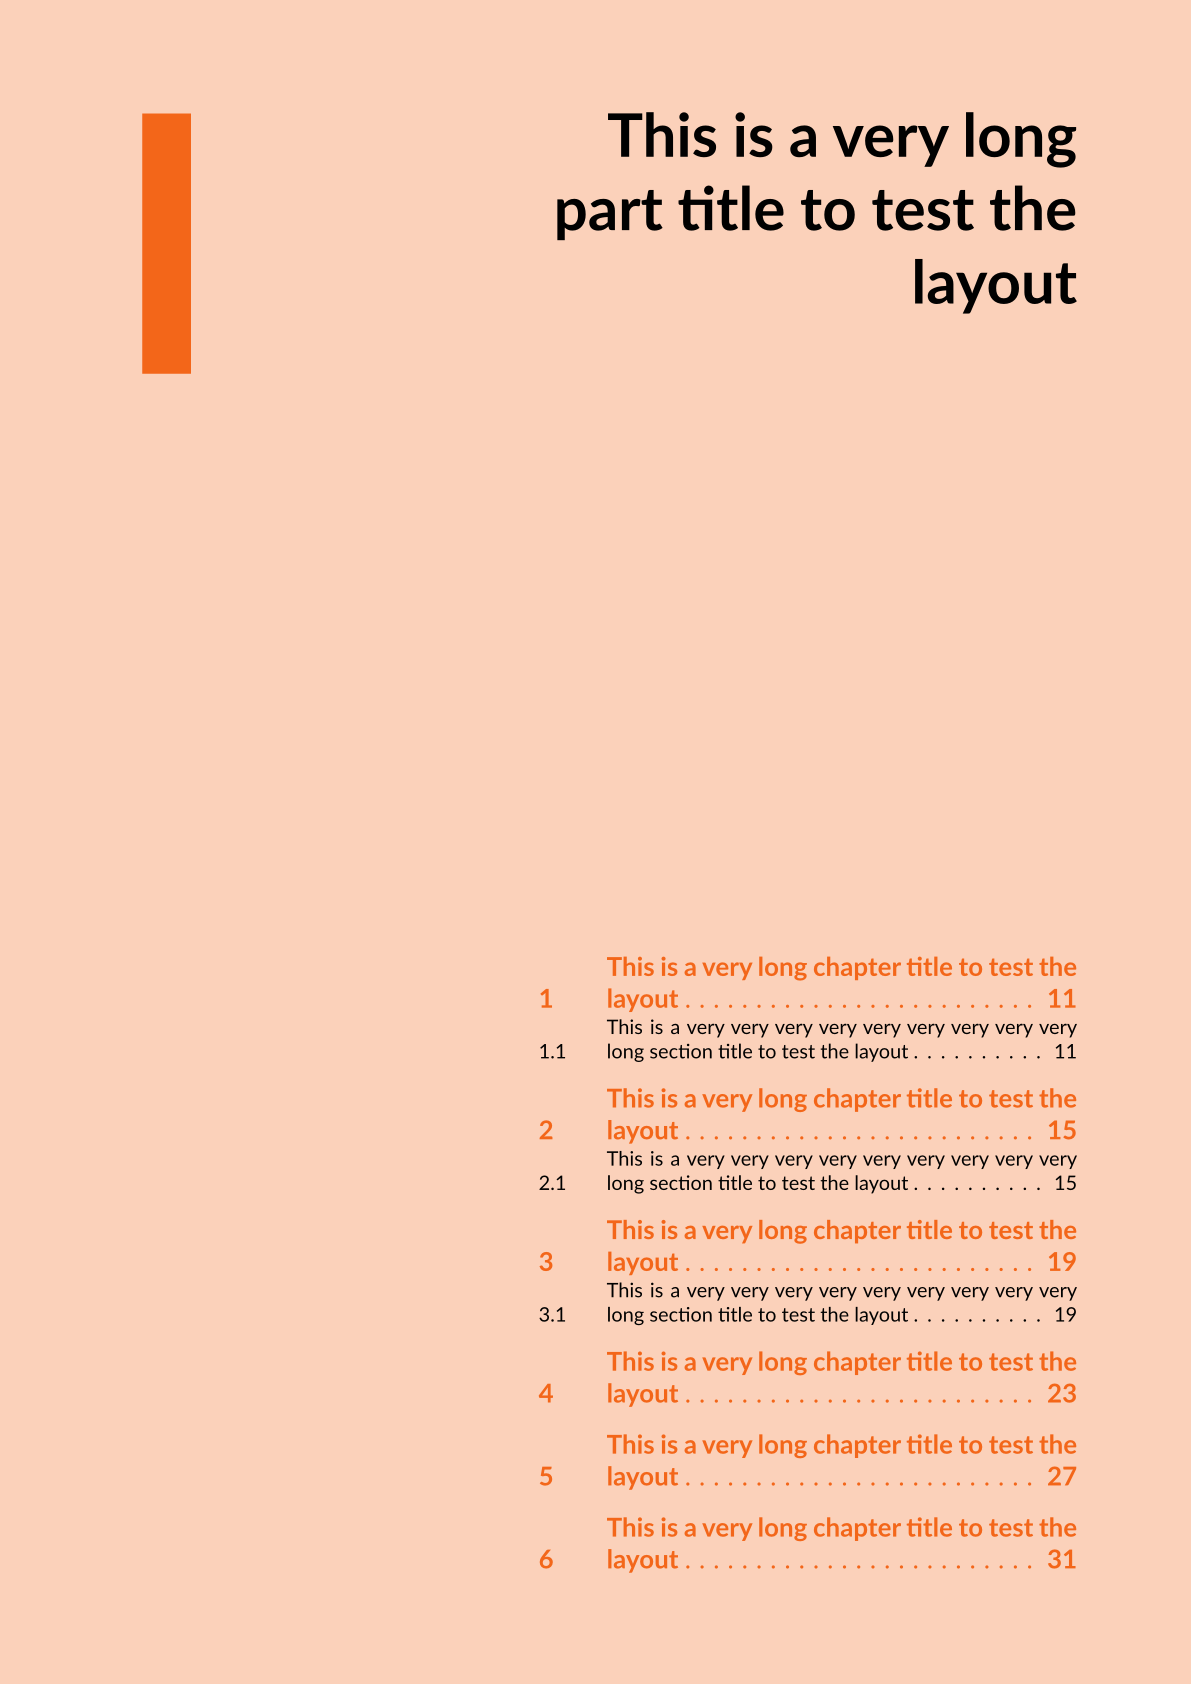 I
This is a very long
part title to test the
layout
This is a very long chapter title to test the
1 layout . . . . . . . . . . . . . . . . . . . . . . . . . 11
This is a very very very very very very very very very
1.1 long section title to test the layout . . . . . . . . . . 11
This is a very long chapter title to test the
2 layout . . . . . . . . . . . . . . . . . . . . . . . . . 15
This is a very very very very very very very very very
2.1 long section title to test the layout . . . . . . . . . . 15
This is a very long chapter title to test the
3 layout . . . . . . . . . . . . . . . . . . . . . . . . . 19
This is a very very very very very very very very very
3.1 long section title to test the layout . . . . . . . . . . 19
This is a very long chapter title to test the
4 layout . . . . . . . . . . . . . . . . . . . . . . . . . 23
This is a very long chapter title to test the
5 layout . . . . . . . . . . . . . . . . . . . . . . . . . 27
This is a very long chapter title to test the
6 layout . . . . . . . . . . . . . . . . . . . . . . . . . 31